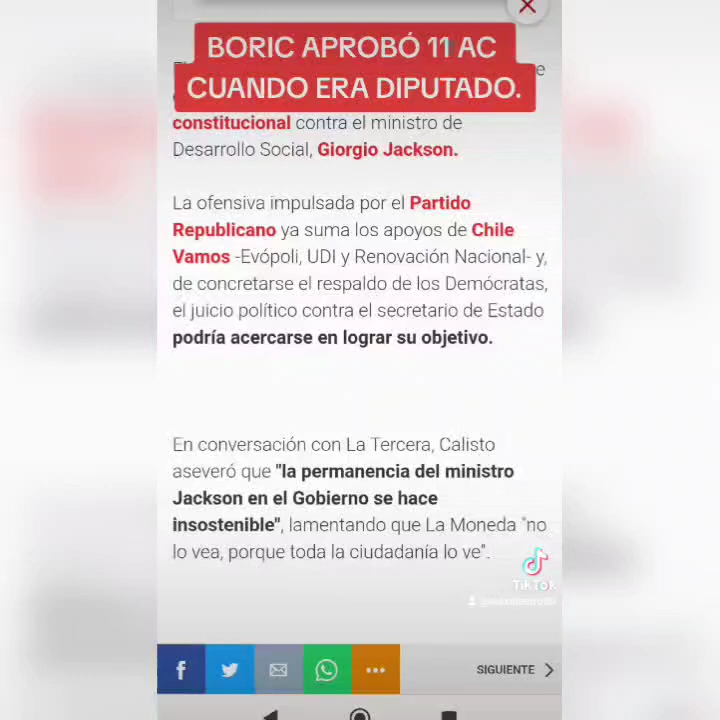 BORIC APROBÓ 11 AC
CUANDO ERA DIPUTADO.
constitucional contra el ministro de
Desarrollo Social, Giorgio Jackson.
La ofensiva impulsada por el Partido
Republicano ya suma los apoyos de Chile
Vamos -Evópoli, UDI y Renovación Nacional- y,
de concretarse el respaldo de los Demócratas,
el juicio político contra el secretario de Estado
podría acercarse en lograr su objetivo.
En conversación con La Tercera, Calisto
aseveró que "la permanencia del ministro
Jackson en el Gobierno se hace
insostenible", lamentando que La Moneda "no
lo vea, porque toda la ciudadanía lo ve".
TikTok
SIGUIENTE